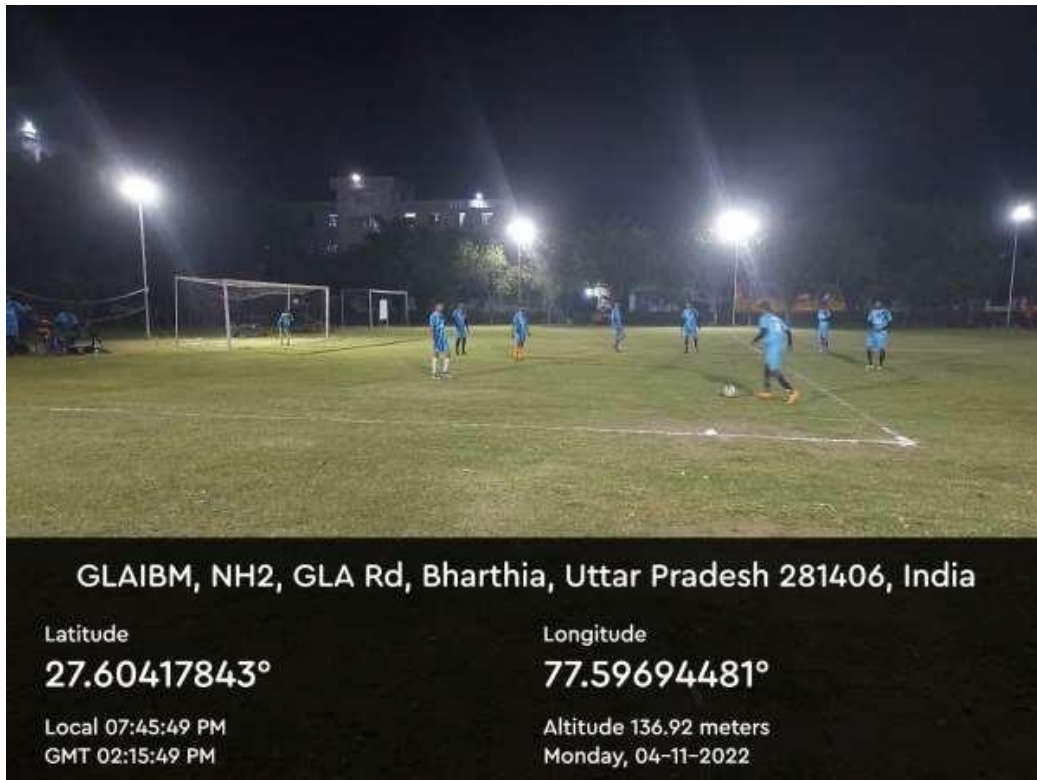 GLAIBM, NH2, GLA Rd, Bharthia, Uttar Pradesh 281406, India
Latitude
27.60417843°
Longitude
77.59694481°
Local 07:45:49 PM
GMT 02:15:49 PM
Altitude 136.92 meters
Monday, 04-11-2022